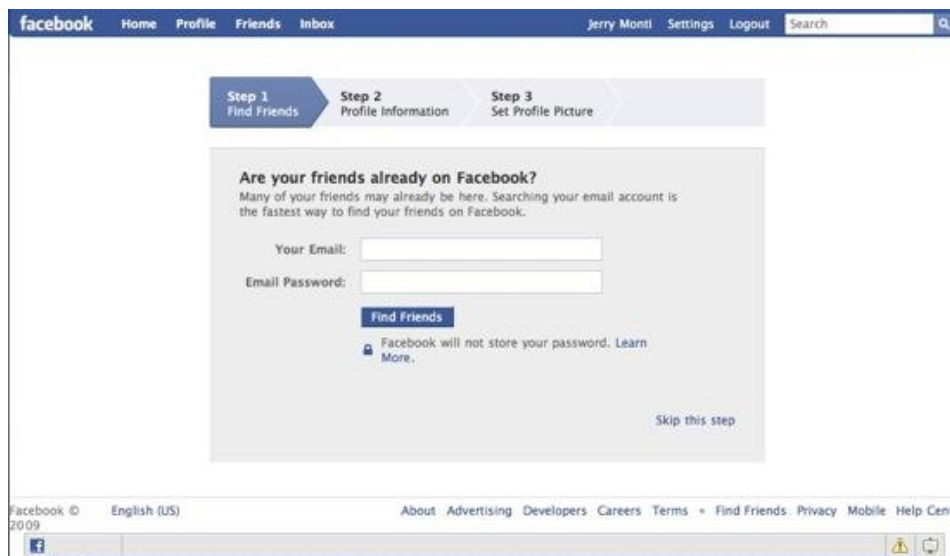 facebook Home Profile Friends Inbox Jerry Monti Settings Logout Search
Step 1 Step 2 Step 3
Find Friends Profile Information Set Profile Picture
Are your friends already on Facebook?
Many of your friends may already be here. Searching your email account is
the fastest way to find your friends on Facebook.
Your Email:
Email Password:
Find Friends
Facebook will not store your password. Learn
More.
Skip this step
Facebook © English (US) About Advertising Developers Careers Terms • Find Friends Privacy Mobile Help Cen
2009